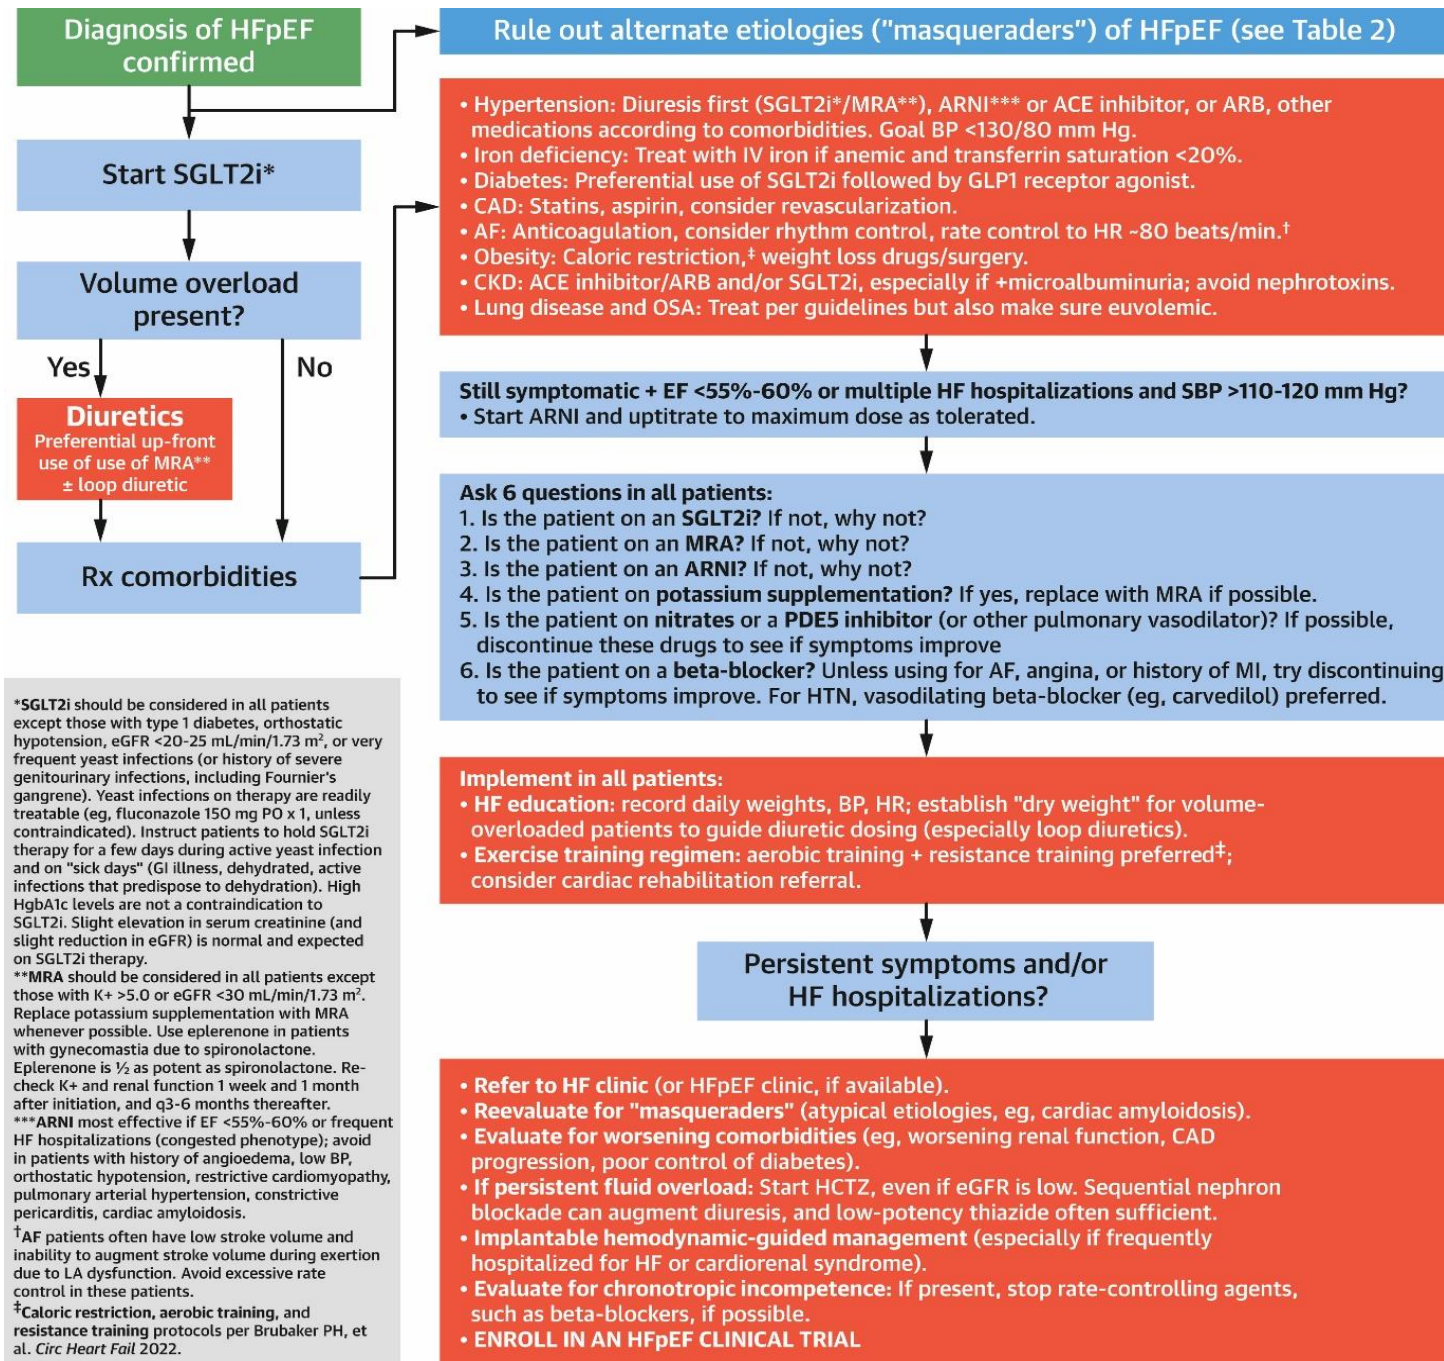 Diagnosis of HFpEF
confirmed
Rule out alternate etiologies ("masqueraders") of HFpEF (see Table 2)
Start SGLT2i*
Volume overload
present?
Yes
No
Diuretics
Preferential up-front
use of use of MRA**
± loop diuretic
Rx comorbidities
• Hypertension: Diuresis first (SGLT2i*/MRA**), ARNI*** or ACE inhibitor, or ARB, other
medications according to comorbidities. Goal BP <130/80 mm Hg.
• Iron deficiency: Treat with IV iron if anemic and transferrin saturation <20%.
• Diabetes: Preferential use of SGLT2i followed by GLP1 receptor agonist.
• CAD: Statins, aspirin, consider revascularization.
• AF: Anticoagulation, consider rhythm control, rate control to HR ~80 beats/min.†
• Obesity: Caloric restriction,‡ weight loss drugs/surgery.
• CKD: ACE inhibitor/ARB and/or SGLT2i, especially if +microalbuminuria; avoid nephrotoxins.
• Lung disease and OSA: Treat per guidelines but also make sure euvolemic.
Still symptomatic + EF <55%-60% or multiple HF hospitalizations and SBP >110-120 mm Hg?
• Start ARNI and uptitrate to maximum dose as tolerated.
Ask 6 questions in all patients:
1. Is the patient on an SGLT2i? If not, why not?
2. Is the patient on an MRA? If not, why not?
3. Is the patient on an ARNI? If not, why not?
4. Is the patient on potassium supplementation? If yes, replace with MRA if possible.
5. Is the patient on nitrates or a PDE5 inhibitor (or other pulmonary vasodilator)? If possible,
discontinue these drugs to see if symptoms improve
6. Is the patient on a beta-blocker? Unless using for AF, angina, or history of MI, try discontinuing
to see if symptoms improve. For HTN, vasodilating beta-blocker (eg, carvedilol) preferred.
Implement in all patients:
• HF education: record daily weights, BP, HR; establish "dry weight" for volume-
overloaded patients to guide diuretic dosing (especially loop diuretics).
• Exercise training regimen: aerobic training + resistance training preferred‡;
consider cardiac rehabilitation referral.
Persistent symptoms and/or
HF hospitalizations?
• Refer to HF clinic (or HFpEF clinic, if available).
• Reevaluate for "masqueraders" (atypical etiologies, eg, cardiac amyloidosis).
• Evaluate for worsening comorbidities (eg, worsening renal function, CAD
progression, poor control of diabetes).
• If persistent fluid overload: Start HCTZ, even if eGFR is low. Sequential nephron
blockade can augment diuresis, and low-potency thiazide often sufficient.
• Implantable hemodynamic-guided management (especially if frequently
hospitalized for HF or cardiorenal syndrome).
• Evaluate for chronotropic incompetence: If present, stop rate-controlling agents,
such as beta-blockers, if possible.
• ENROLL IN AN HFpEF CLINICAL TRIAL
*SGLT2i should be considered in all patients
except those with type 1 diabetes, orthostatic
hypotension, eGFR <20-25 mL/min/1.73 m², or very
frequent yeast infections (or history of severe
genitourinary infections, including Fournier's
gangrene). Yeast infections on therapy are readily
treatable (eg, fluconazole 150 mg PO x 1, unless
contraindicated). Instruct patients to hold SGLT2i
therapy for a few days during active yeast infection
and on "sick days" (GI illness, dehydrated, active
infections that predispose to dehydration). High
HgbA1c levels are not a contraindication to
SGLT2i. Slight elevation in serum creatinine (and
slight reduction in eGFR) is normal and expected
on SGLT2i therapy.
**MRA should be considered in all patients except
those with K+ >5.0 or eGFR <30 mL/min/1.73 m².
Replace potassium supplementation with MRA
whenever possible. Use eplerenone in patients
with gynecomastia due to spironolactone.
Eplerenone is ½ as potent as spironolactone. Re-
check K+ and renal function 1 week and 1 month
after initiation, and q3-6 months thereafter.
***ARNI most effective if EF <55%-60% or frequent
HF hospitalizations (congested phenotype); avoid
in patients with history of angioedema, low BP,
orthostatic hypotension, restrictive cardiomyopathy,
pulmonary arterial hypertension, constrictive
pericarditis, cardiac amyloidosis.
†AF patients often have low stroke volume and
inability to augment stroke volume during exertion
due to LA dysfunction. Avoid excessive rate
control in these patients.
‡Caloric restriction, aerobic training, and
resistance training protocols per Brubaker PH, et
al. Circ Heart Fail 2022.